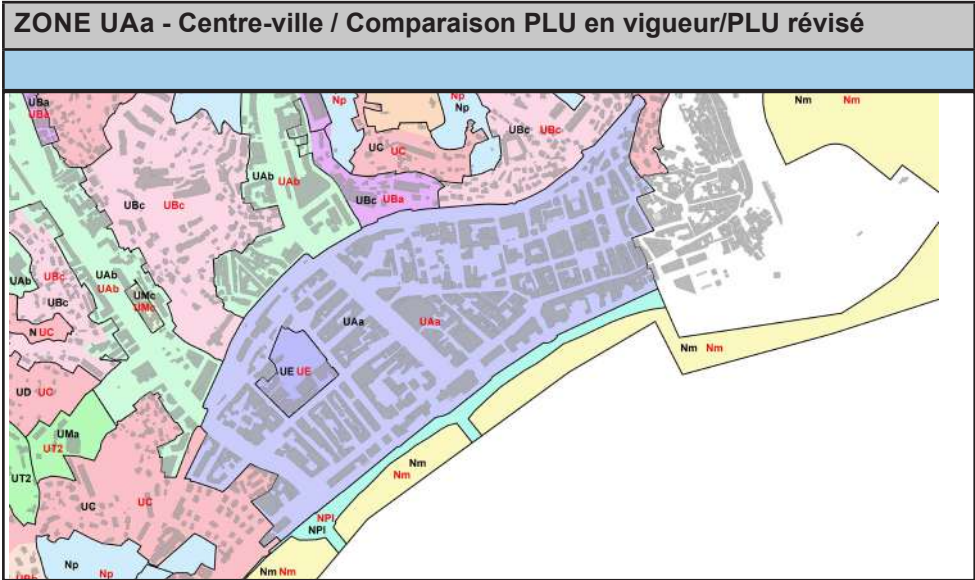 ZONE UAa - Centre-ville / Comparaison PLU en vigueur/PLU révisé
UBa
UBa
Np
Np
Np
Nm Nm
UBc UBc
UC UC
UAb UAb
UBc UBa
UBc UBc
UAb
UBc
UBc
UAb
UAb
UMc
UMc
N UC
UAa UAa
Nm Nm
UE UE
UD UC
UMa
UT2
UT2
Nm
Nm
UC UC
NPl
NPl
Np Np
Nm Nm